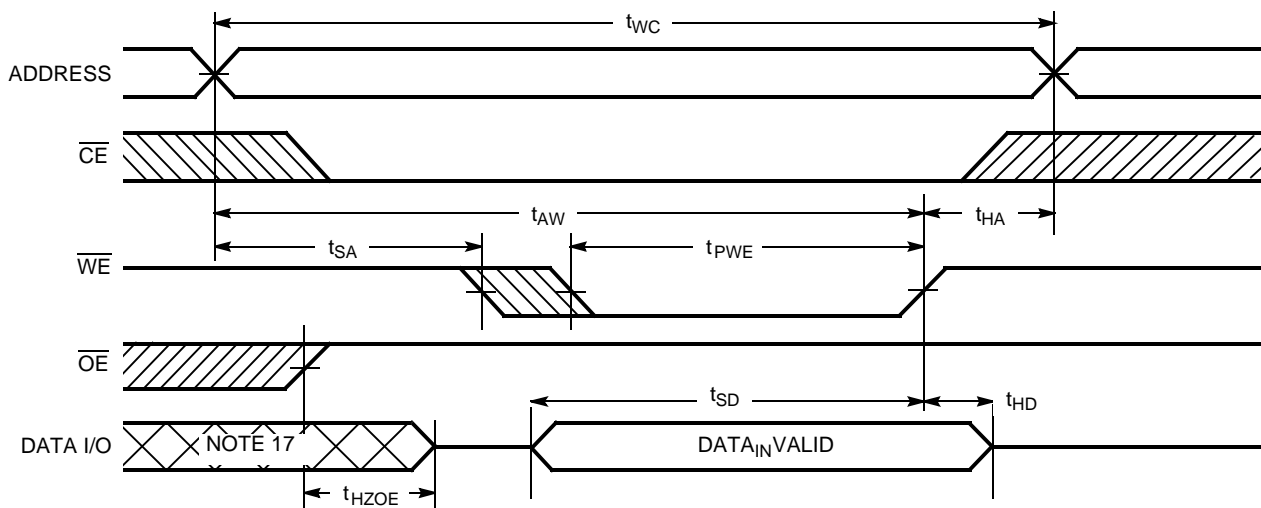 tWC
ADDRESS
CE
tAW
tHA
tSA
tPWE
WE
OE
tSD
tHD
DATA I/O
NOTE 17
DATAINVALID
tHZOE